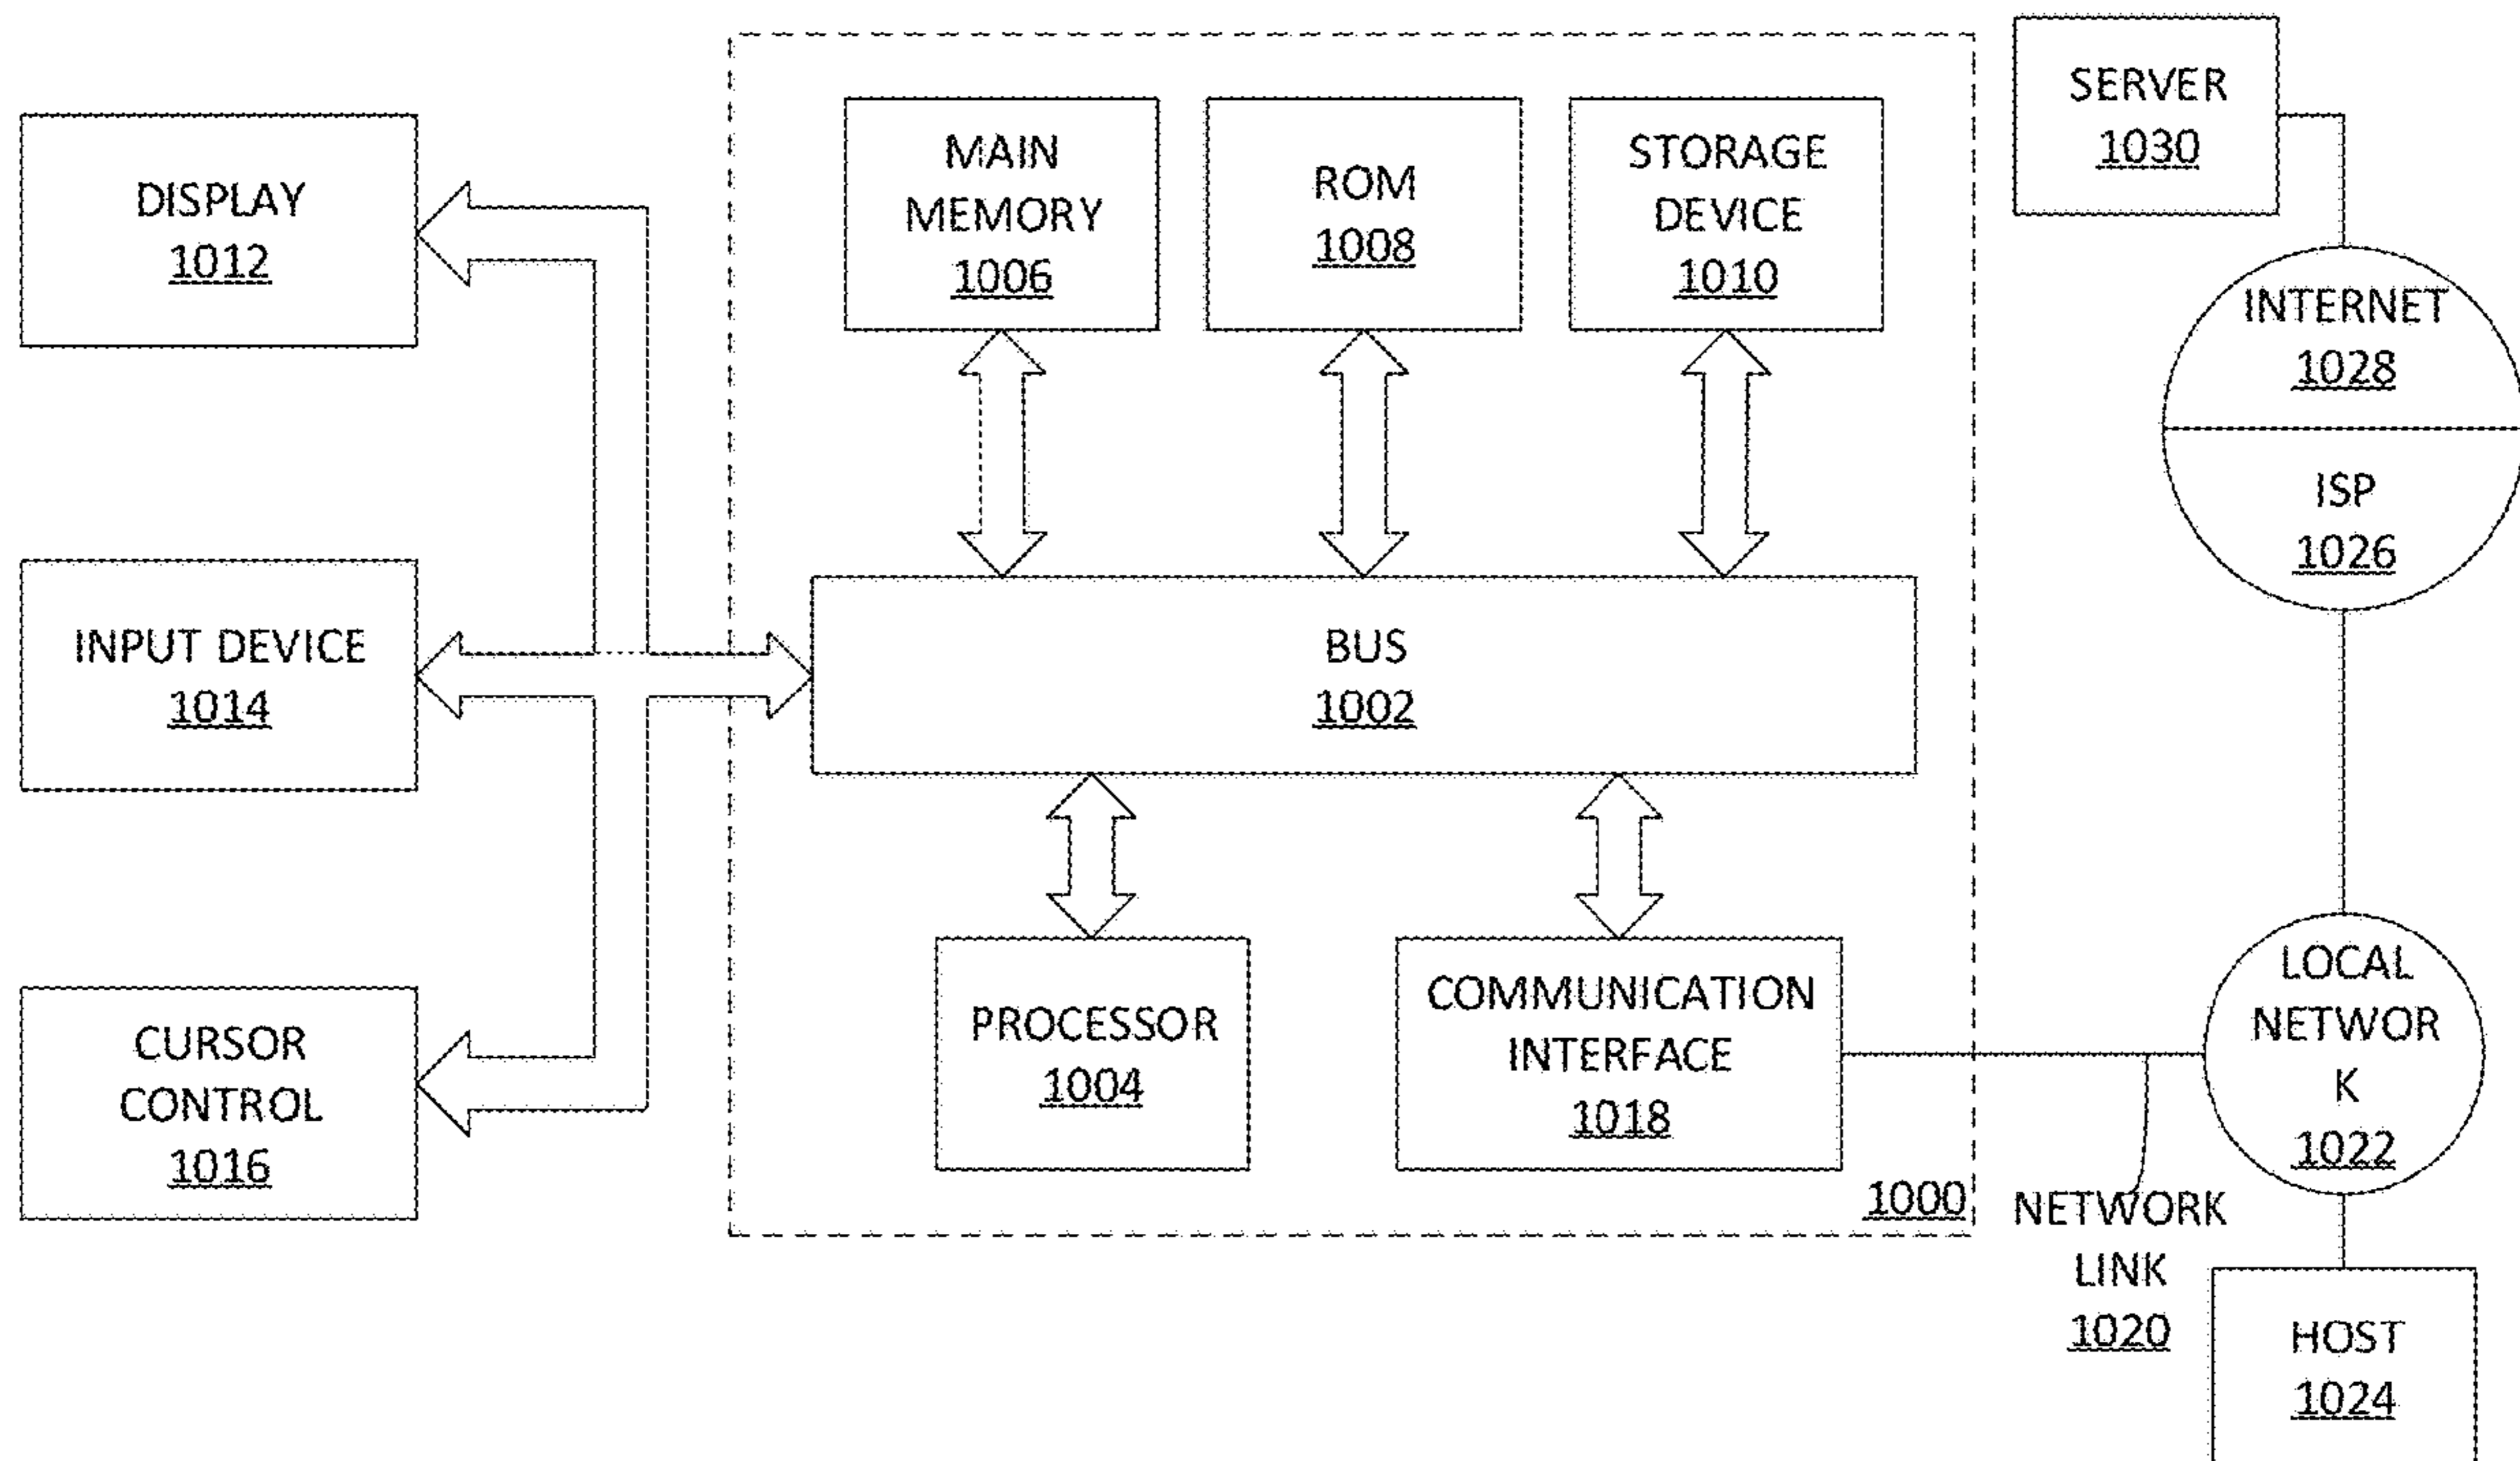 DISPLAY
1012
INPUT DEVICE
1014
CURSOR
CONTROL
1016
MAIN
MEMORY
1006
ROM
1008
STORAGE
DEVICE
1010
BUS
1002
PROCESSOR
1004
COMMUNICATION
INTERFACE
1018
1000
SERVER
1030
INTERNET
1028
ISP
1026
LOCAL
NETWOR
K
1022
NETWORK
LINK
1020
HOST
1024